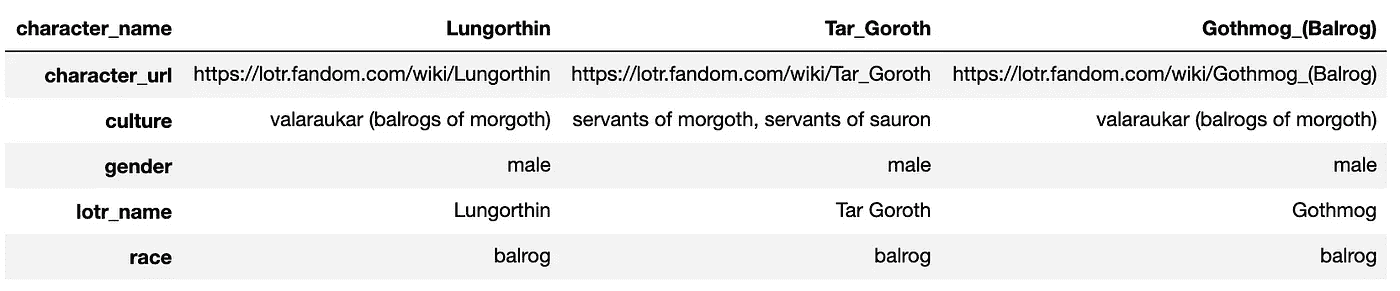 character_name Lungorthin Tar_Goroth Gothmog_(Balrog)
character_url https://lotr.fandom.com/wiki/Lungorthin https://lotr.fandom.com/wiki/Tar_Goroth https://lotr.fandom.com/wiki/Gothmog_(Balrog)
culture valaraukar (balrogs of morgoth) servants of morgoth, servants of sauron valaraukar (balrogs of morgoth)
gender male male male
lotr_name Lungorthin Tar Goroth Gothmog
race balrog balrog balrog